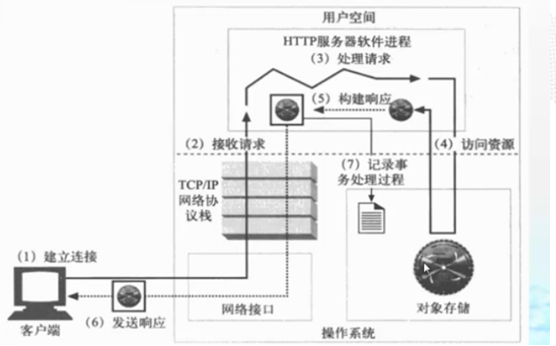 用户空间
HTTP服务器软件进程
（3）处理请求
（5）构建响应
（2）接收请求
（4）访问资源
（7）记录事
务处理过程
TCP/IP
网络协
议栈
（1）建立连接
（6）发送响应
客户端
网络接口
对象存储
操作系统